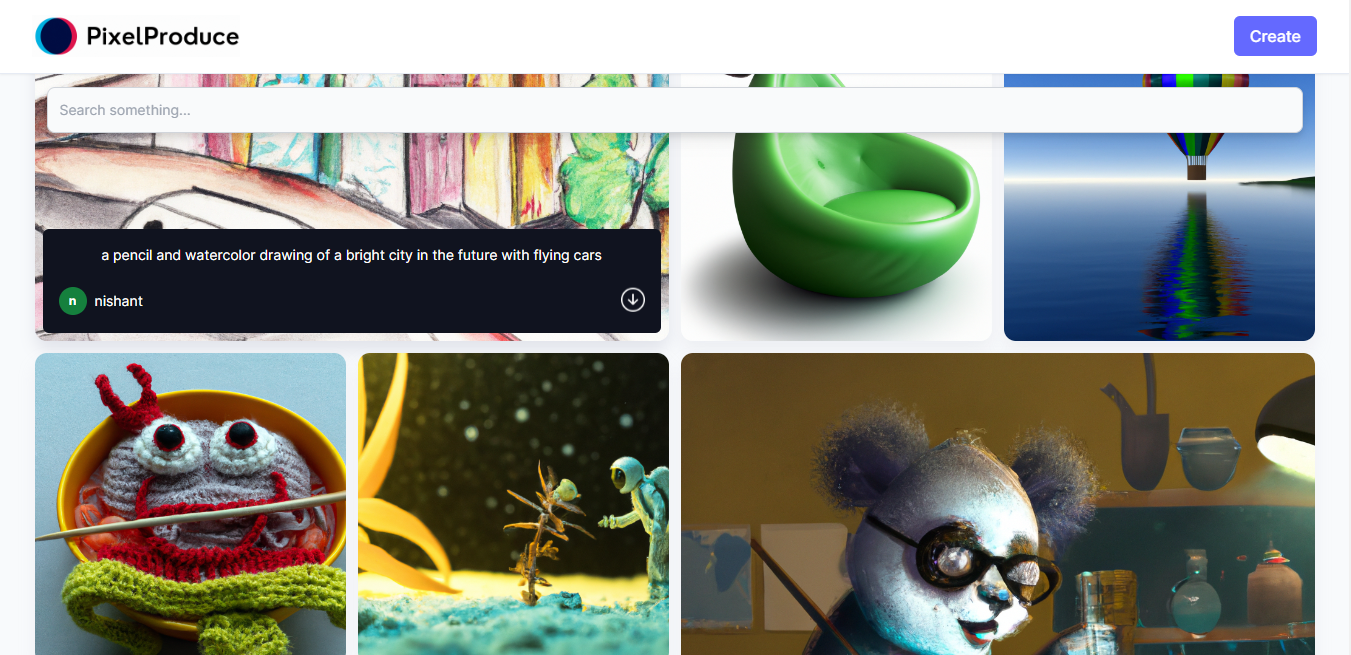 PixelProduce
Create
Search something...
a pencil and watercolor drawing of a bright city in the future with flying cars
n
nishant